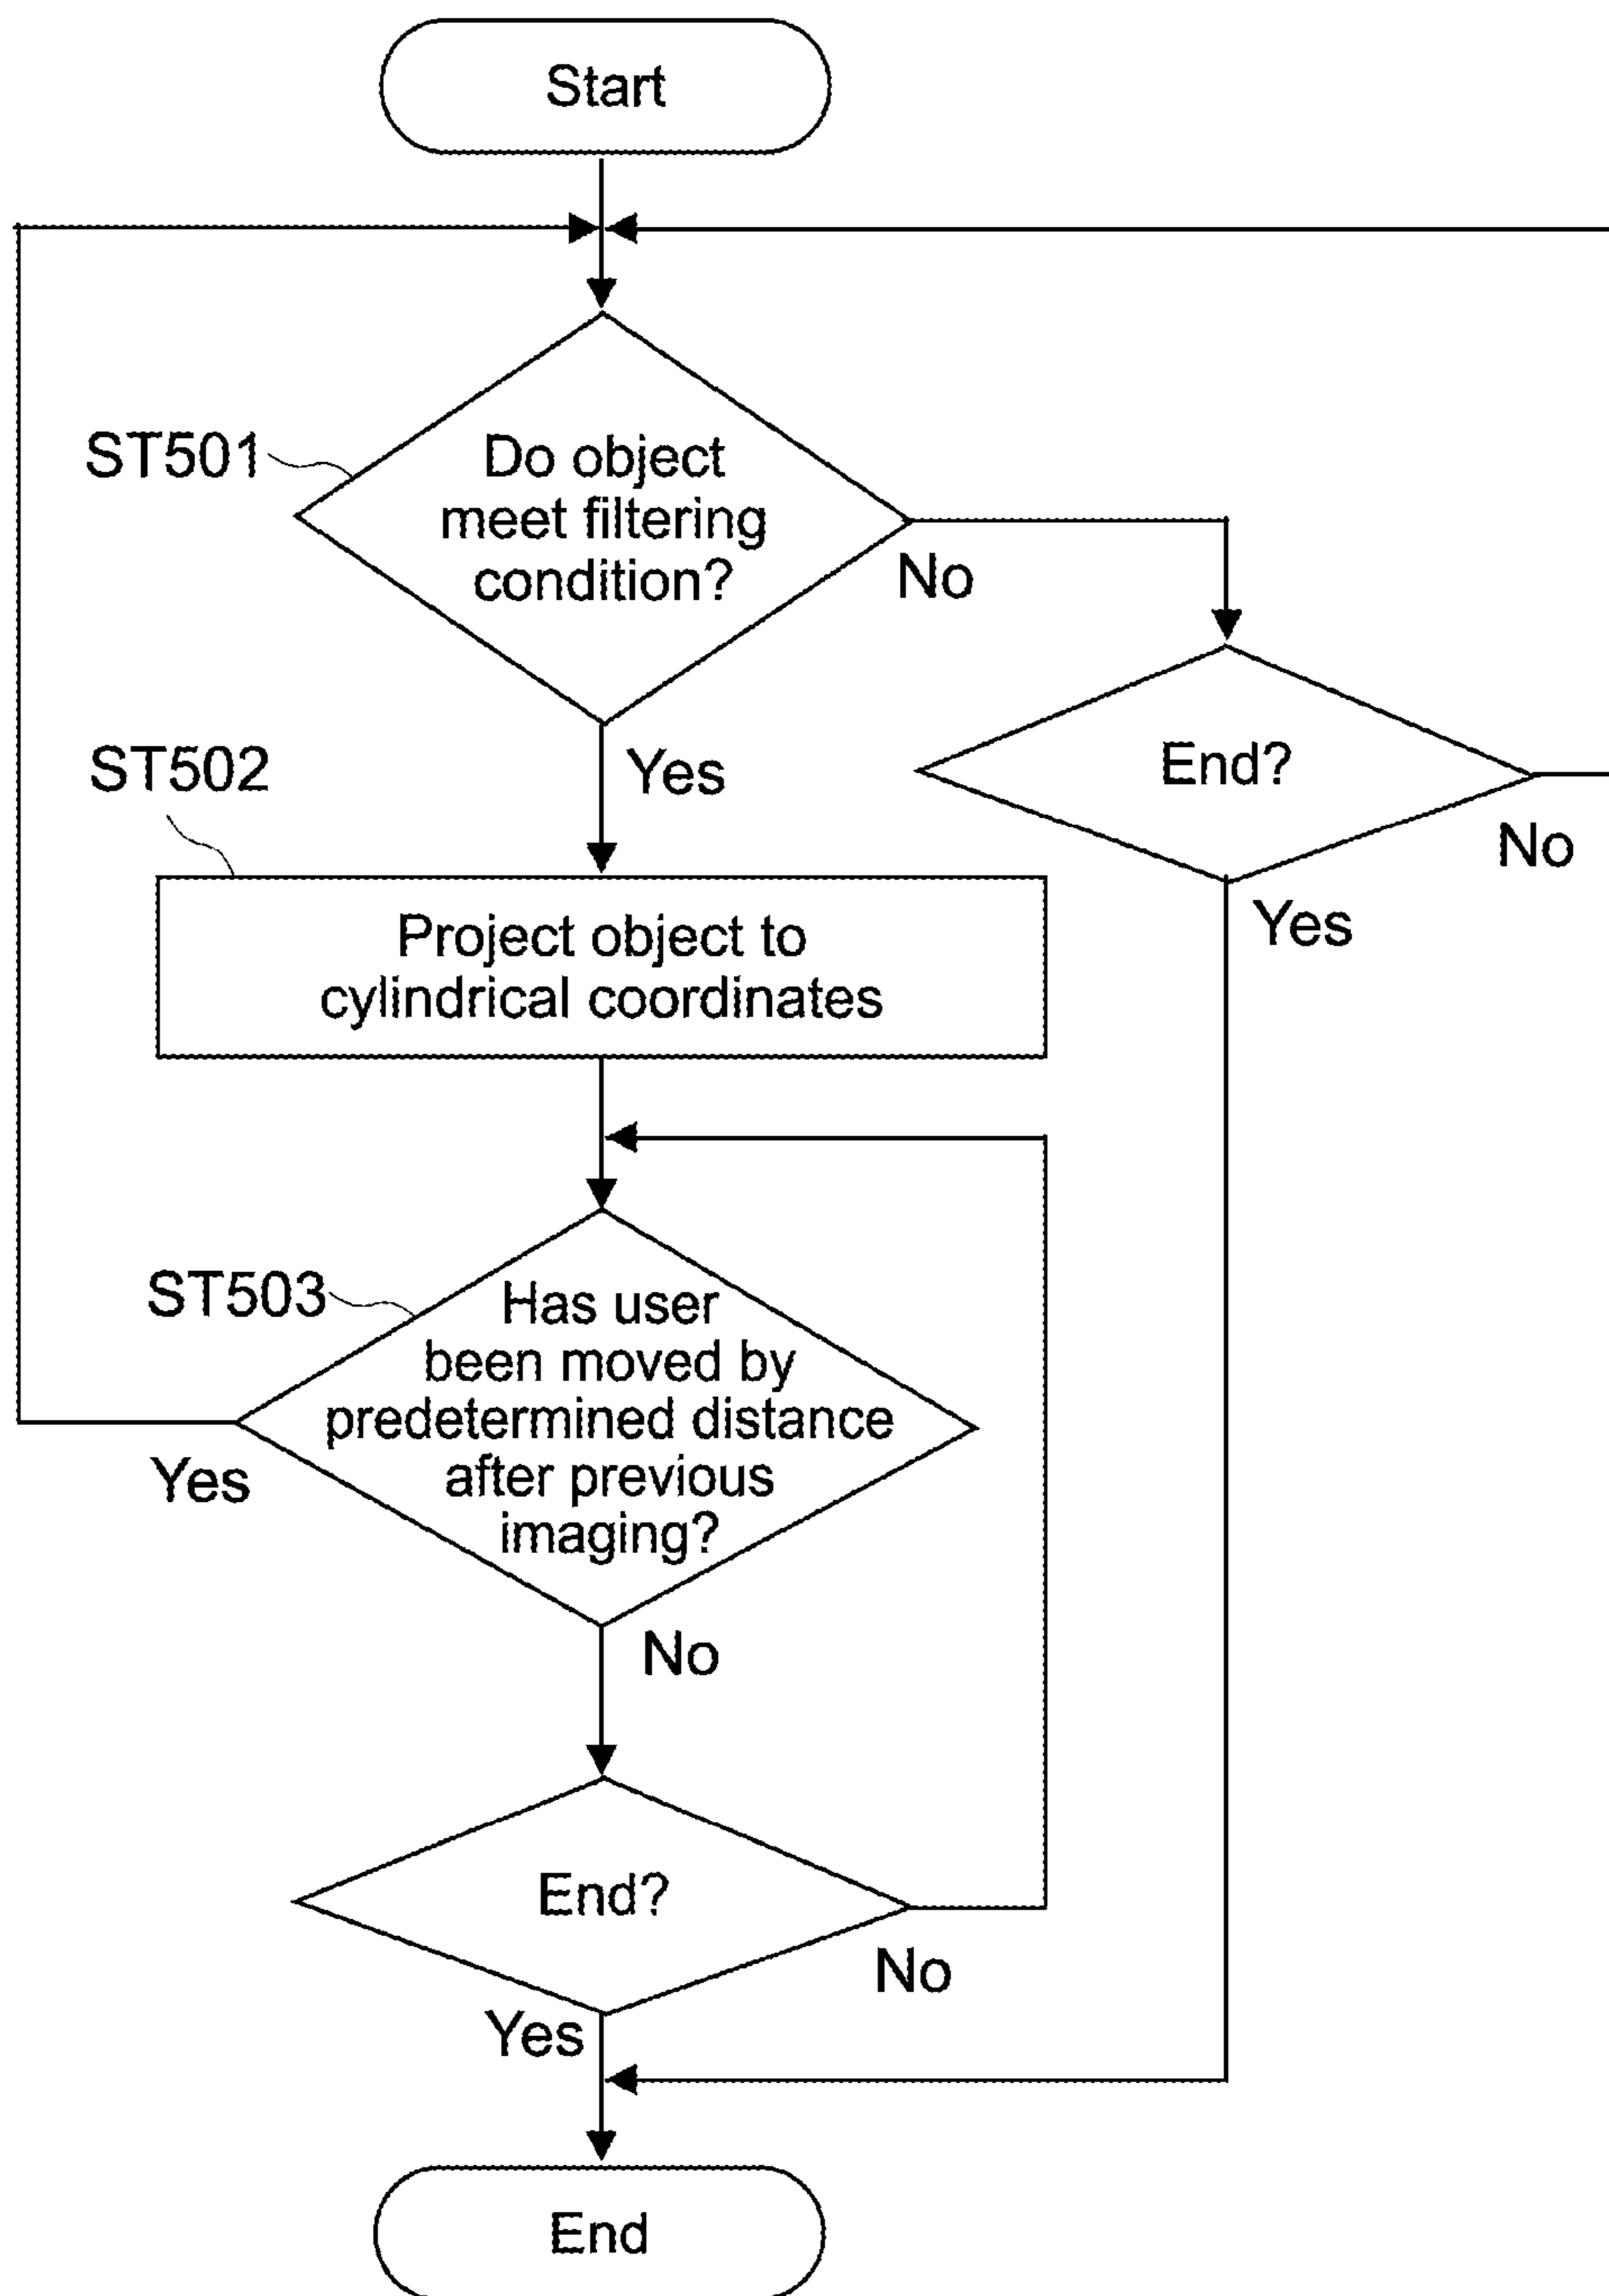 Start
ST501
Do object
meet filtering
condition?
No
Yes
End?
No
Yes
ST502
Project object to
cylindrical coordinates
ST503
Has user
been moved by
predetermined distance
after previous
imaging?
Yes
No
End?
No
Yes
End